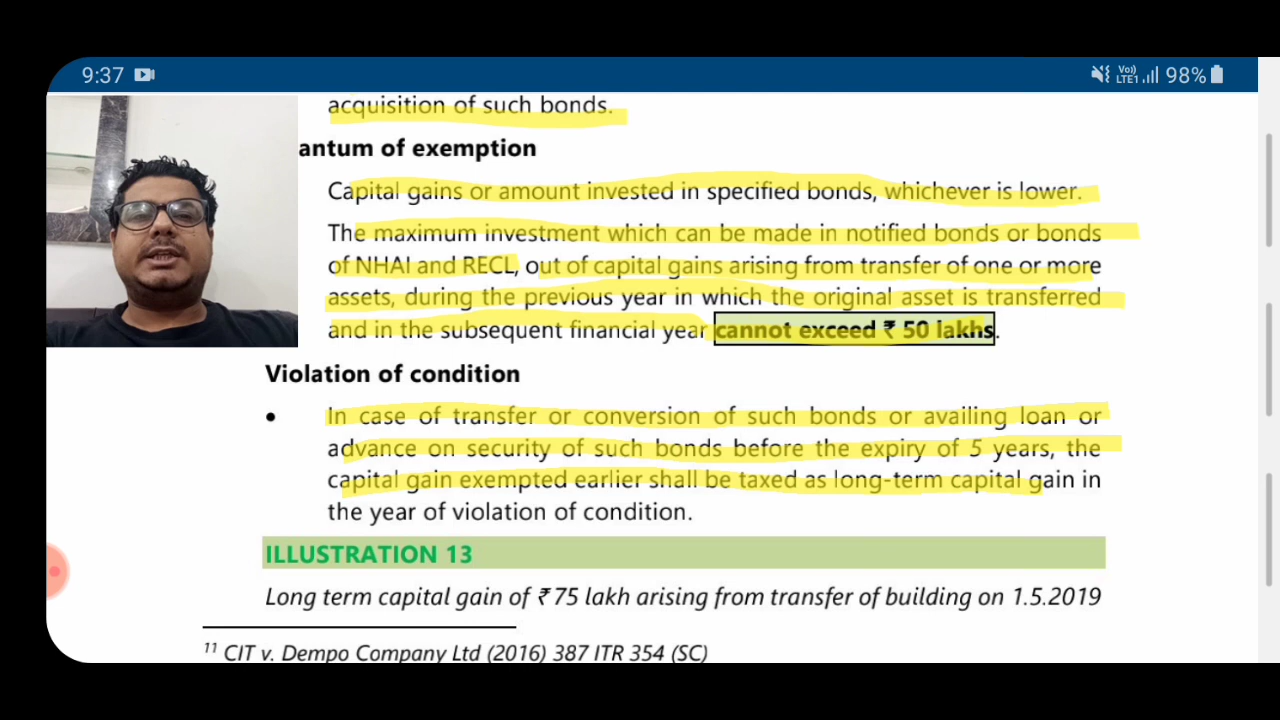 9:37
Vo)) LTE1 98%
acquisition of such bonds.
antum of exemption
Capital gains or amount invested in specified bonds, whichever is lower.
The maximum investment which can be made in notified bonds or bonds
of NHAI and RECL, out of capital gains arising from transfer of one or more
assets, during the previous year in which the original asset is transferred
and in the subsequent financial year cannot exceed ₹ 50 lakhs.
Violation of condition
• In case of transfer or conversion of such bonds or availing loan or
advance on security of such bonds before the expiry of 5 years, the
capital gain exempted earlier shall be taxed as long-term capital gain in
the year of violation of condition.
ILLUSTRATION 13
Long term capital gain of ₹ 75 lakh arising from transfer of building on 1.5.2019
11 CIT v. Dempo Company Ltd (2016) 387 ITR 354 (SC)